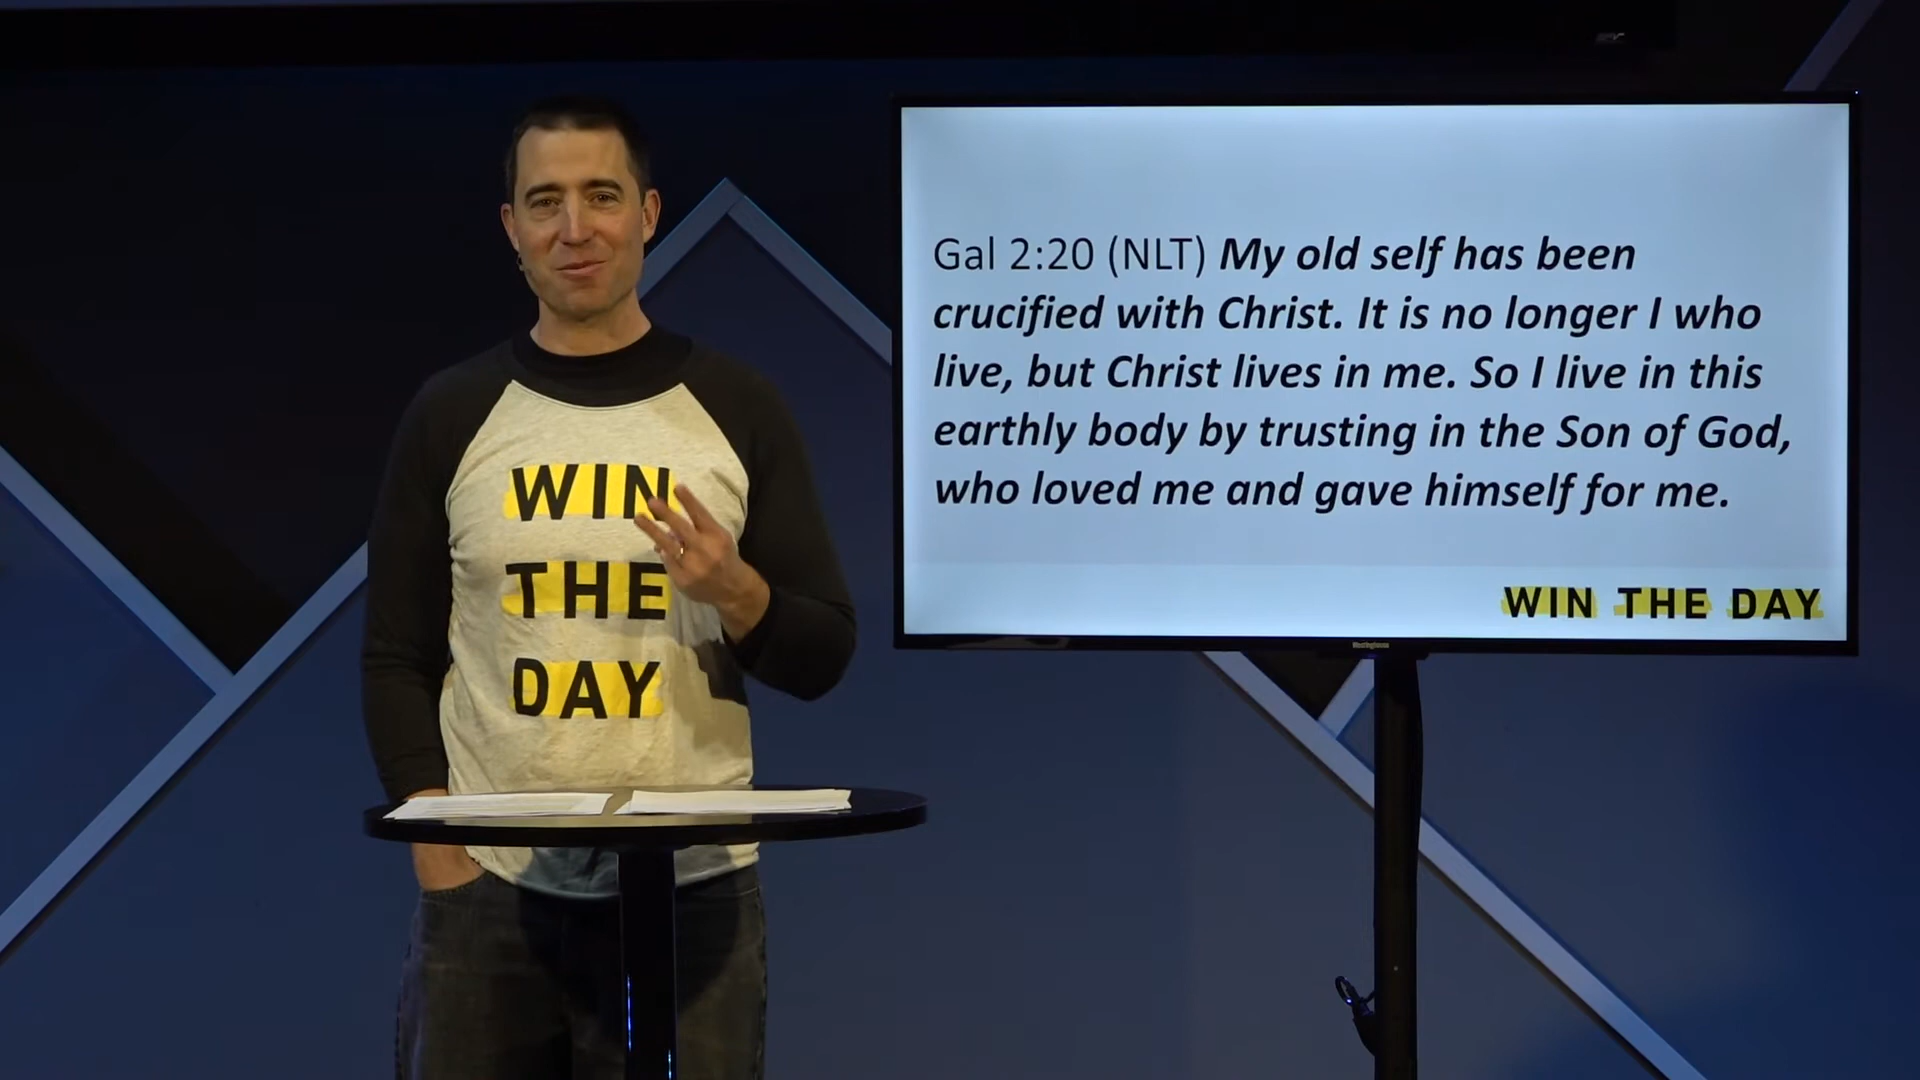 WIN
THE
DAY
Gal 2:20 (NLT) My old self has been
crucified with Christ. It is no longer I who
live, but Christ lives in me. So I live in this
earthly body by trusting in the Son of God,
who loved me and gave himself for me.
WIN THE DAY
Westinghouse